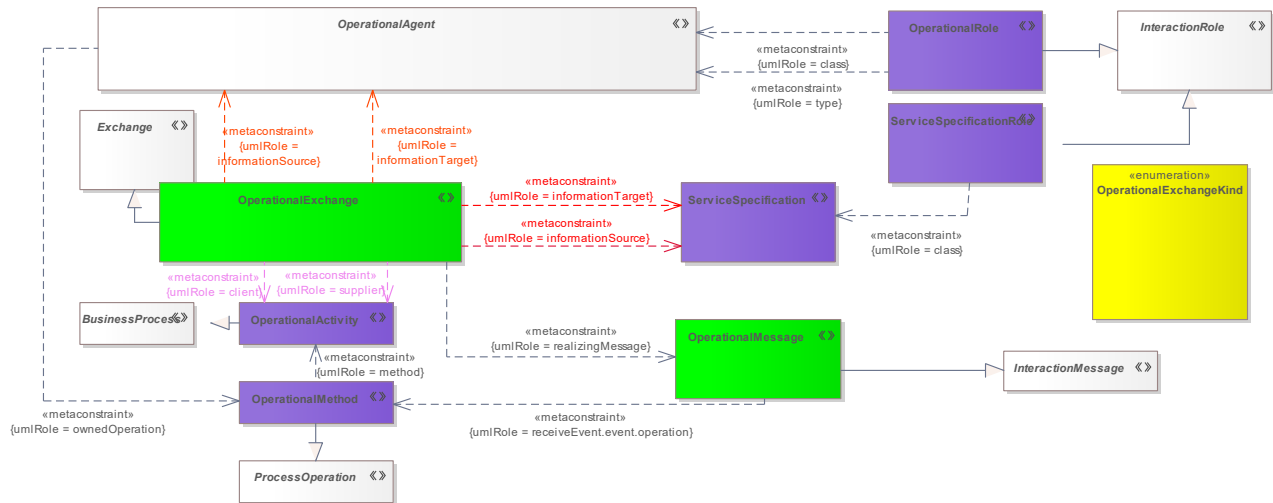 OperationalAgent
«»
OperationalRole
«»
InteractionRole
«»
«metaconstraint»
{umlRole = class}
«metaconstraint»
{umlRole = type}
Exchange
«»
«metaconstraint»
{umlRole =
informationSource}
«metaconstraint»
{umlRole =
informationTarget}
ServiceSpecificationRole
«»
«enumeration»
OperationalExchangeKind
OperationalExchange
«»
«metaconstraint»
{umlRole = informationTarget}
«metaconstraint»
{umlRole = informationSource}
ServiceSpecification
«»
«metaconstraint»
{umlRole = class}
«metaconstraint»
{umlRole = client}
«metaconstraint»
{umlRole = supplier}
BusinessProcess
«»
OperationalActivity
«»
«metaconstraint»
{umlRole = realizingMessage}
OperationalMessage
«»
«metaconstraint»
{umlRole = method}
InteractionMessage
«»
OperationalMethod
«»
«metaconstraint»
{umlRole = ownedOperation}
«metaconstraint»
{umlRole = receiveEvent.event.operation}
ProcessOperation
«»